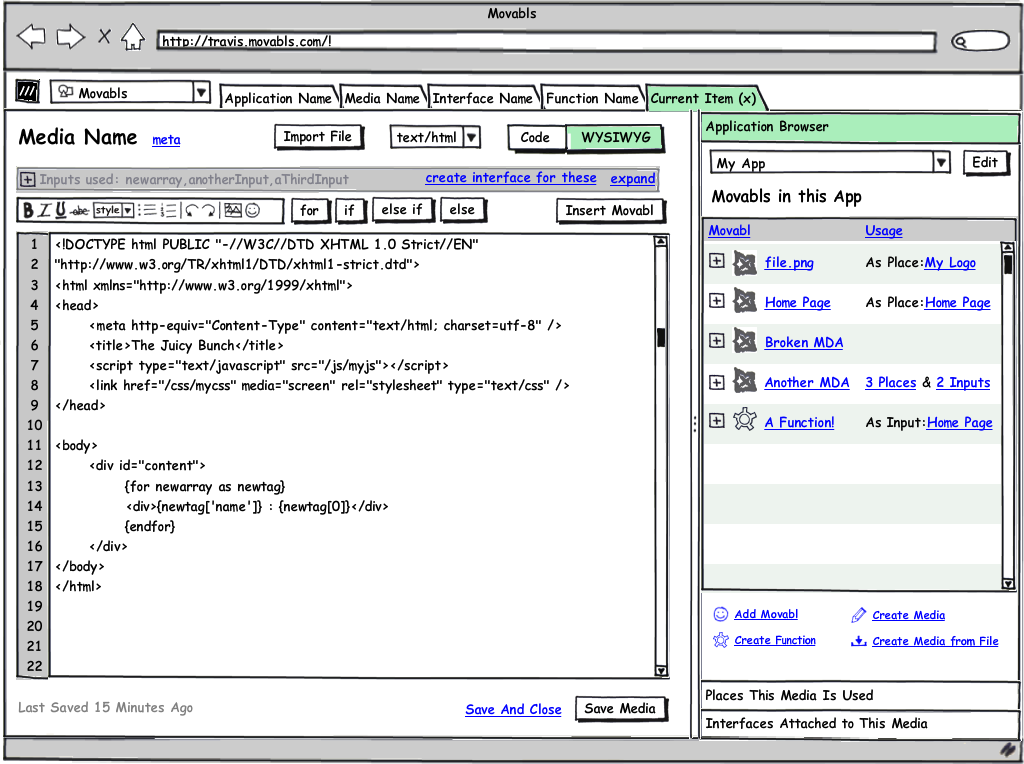 Movabls
http://travis.movabls.com/!
Movabls
Application Name
Media Name
Interface Name
Function Name
Current Item (x)
Media Name meta
Import File
text/html
Code
WYSIWYG
Inputs used: newarray,anotherInput,aThirdInput
create interface for these
expand
B I U abc style
for
if
else if
else
Insert Movabl
1 <!DOCTYPE html PUBLIC "-//W3C//DTD XHTML 1.0 Strict//EN"
2 "http://www.w3.org/TR/xhtml1/DTD/xhtml1-strict.dtd">
3 <html xmlns="http://www.w3.org/1999/xhtml">
4 <head>
5 <meta http-equiv="Content-Type" content="text/html; charset=utf-8" />
6 <title>The Juicy Bunch</title>
7 <script type="text/javascript" src="/js/myjs"></script>
8 <link href="/css/mycss" media="screen" rel="stylesheet" type="text/css" />
9 </head>
10
11 <body>
12 <div id="content">
13 {for newarray as newtag}
14 <div>{newtag['name']} : {newtag[0]}</div>
15 {endfor}
16 </div>
17 </body>
18 </html>
19
20
21
22
Last Saved 15 Minutes Ago
Save And Close
Save Media
Application Browser
My App
Edit
Movabls in this App
Movabl Usage
file.png As Place:My Logo
Home Page As Place:Home Page
Broken MDA
Another MDA 3 Places & 2 Inputs
A Function! As Input:Home Page
Add Movabl Create Media
Create Function Create Media from File
Places This Media Is Used
Interfaces Attached to This Media